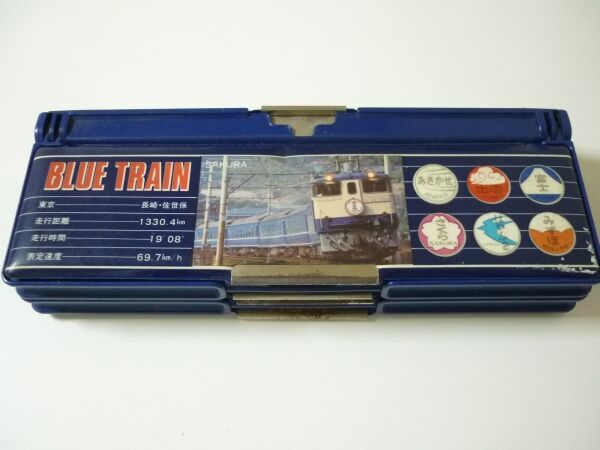 BLUE TRAIN
東京 長崎・佐世保
走行距離 1330.4km
走行時間 19°08'
表定速度 69.7km/h
SAKURA
あさかぜ
出雲
富士
さくら
SAKURA
みずほ